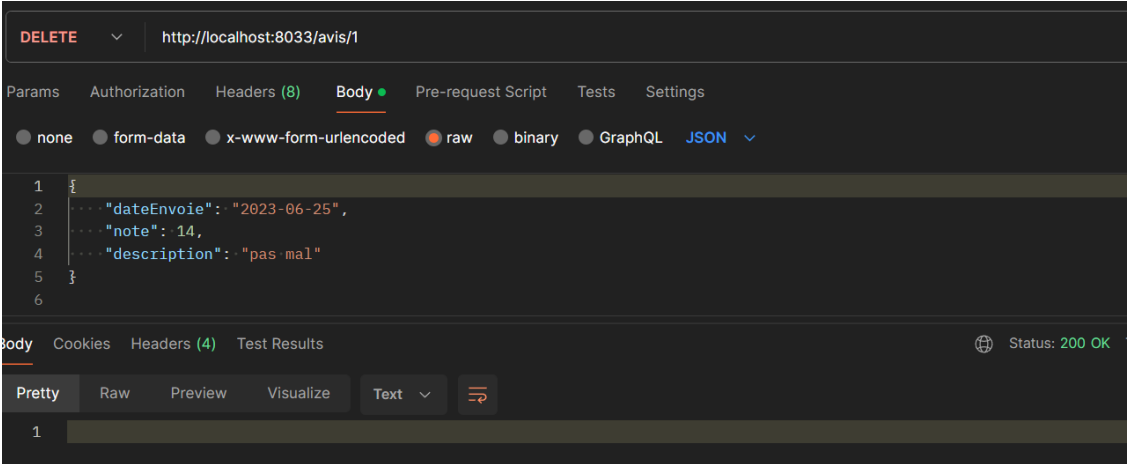 DELETE http://localhost:8033/avis/1
Params Authorization Headers (8) Body Pre-request Script Tests Settings
none form-data x-www-form-urlencoded raw binary GraphQL JSON
1 {
2 "dateEnvoie": "2023-06-25",
3 "note": 14,
4 "description": "pas mal"
5 }
6
Body Cookies Headers (4) Test Results Status: 200 OK
Pretty Raw Preview Visualize Text
1